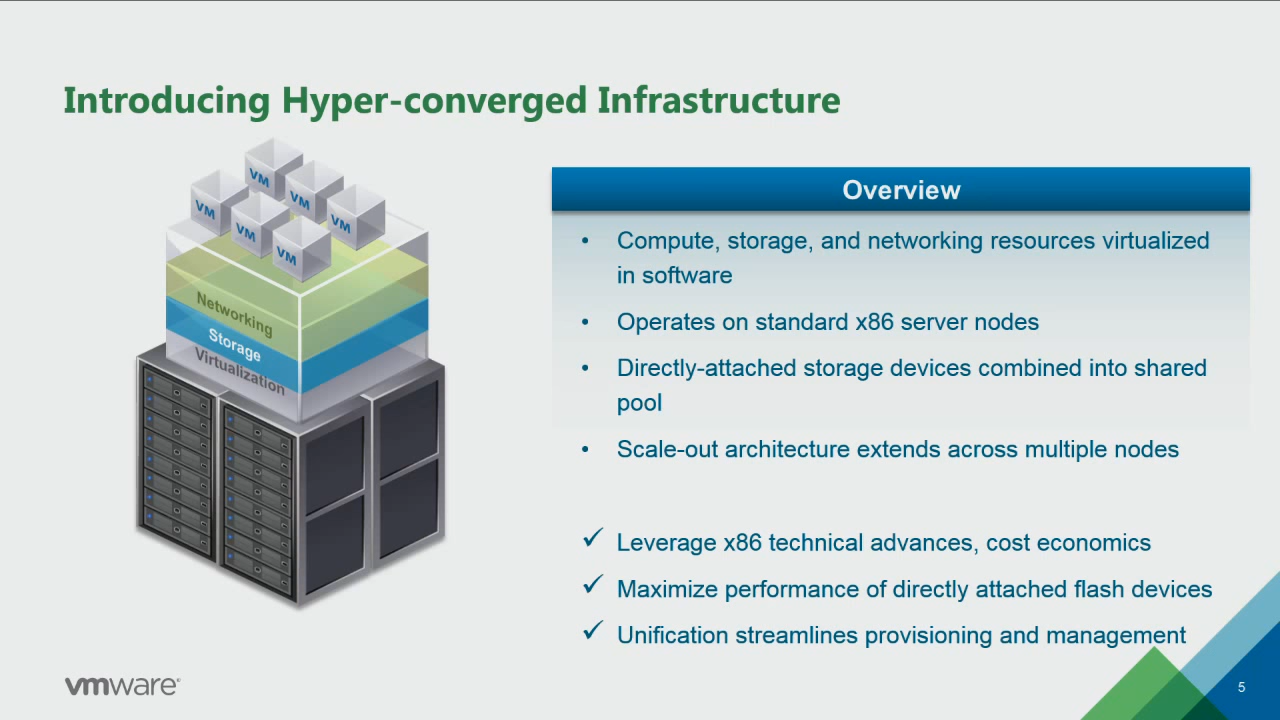 Introducing Hyper-converged Infrastructure
VM
VM
VM
VM
VM
VM
Networking
Storage
Virtualization
Overview
• Compute, storage, and networking resources virtualized
in software
• Operates on standard x86 server nodes
• Directly-attached storage devices combined into shared
pool
• Scale-out architecture extends across multiple nodes
✓ Leverage x86 technical advances, cost economics
✓ Maximize performance of directly attached flash devices
✓ Unification streamlines provisioning and management
vmware®
5